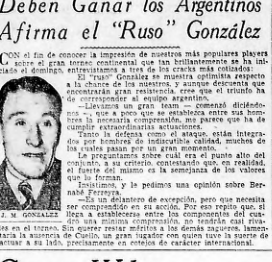 Deben Ganar los Argentinos
Afirma el "Ruso" González
CON el fin de conocer la impresión de nuestros más populares players
sobre el gran torneo continental que tan brillantemente se ha ini-
ciado el domingo, entrevistamos a tres de los cracks más cotizados:
El "ruso" González se muestra optimista respecto
a la chance de los nuestros, y aunque descuenta que
encontrarán gran resistencia, cree que el triunfo ha
de corresponder al equipo argentino.
—Llevamos un gran team — comenzó diciéndo-
nos —, que a poco que se establezca entre sus hom-
bres la necesaria comprensión, me parece que ha de
cumplir extraordinarias actuaciones.
Tanto la defensa como el ataque, están integra-
dos por hombres de indiscutible calidad, muchos de
los cuales pasan por un gran momento.
Le preguntamos sobre cuál era el punto alto del
conjunto, a su criterio, contestando que, en realidad,
el fuerte del mismo es la semejanza de los valores
que lo forman.
Insistimos, y le pedimos una opinión sobre Ber-
nabé Ferreyra.
—Es un delantero de excepción, pero que necesita
ser comprendido en su acción. Por eso repito que, si
llega a establecerse entre los componentes del cua-
dro una mínima comprensión, no tendrán rival
J. M. GONZALEZ
es en el torneo. Sin querer restar méritos a los demás zagueros, lamen-
taría la ausencia de Cuello, un gran jugador con quien tuve la suerte de
actuar a su lado, precisamente en cotejos de carácter internacional.